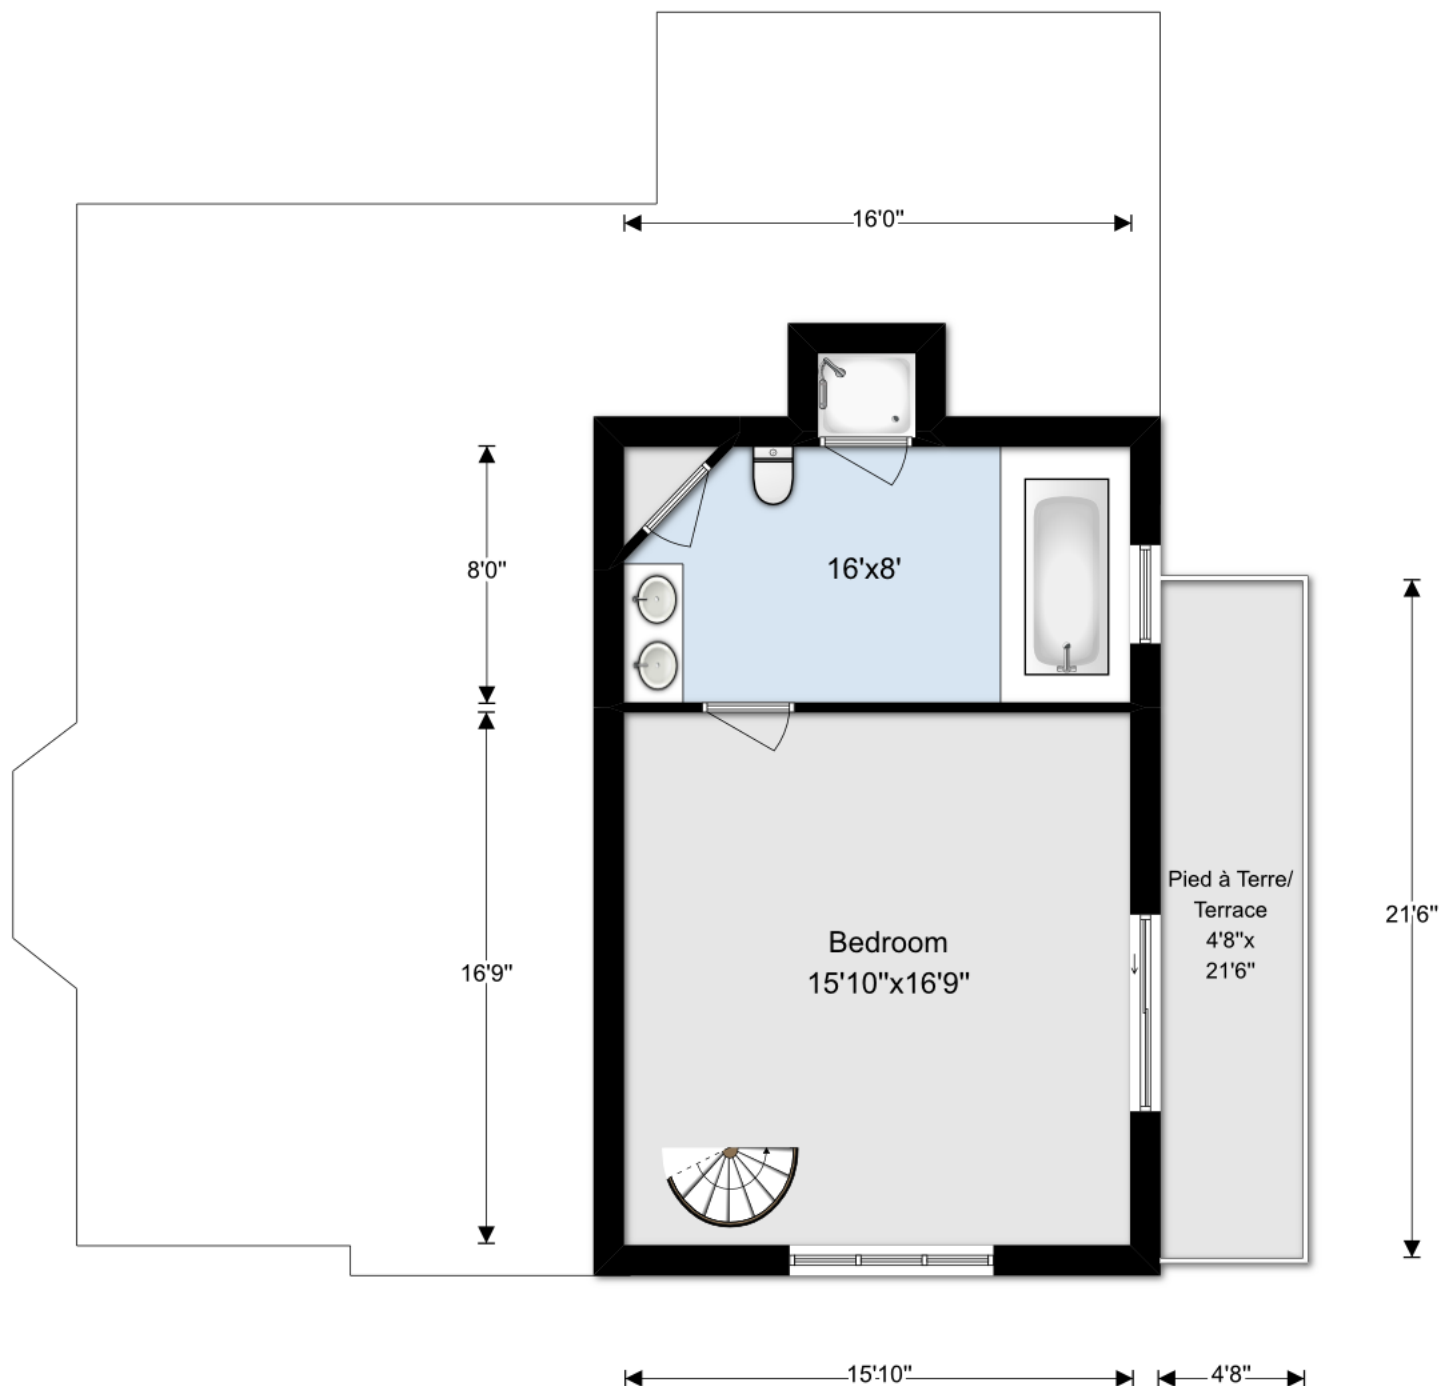 16'0"
8'0"
16'x8'
Pied à Terre/
Terrace
4'8"x
21'6"
21'6"
Bedroom
15'10"x16'9"
16'9"
15'10"
4'8"